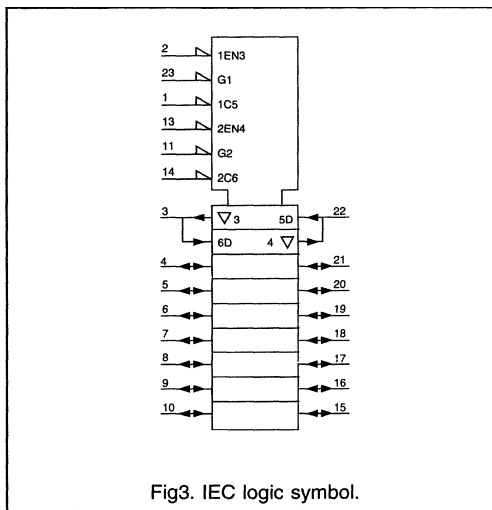 2 1EN3
23 G1
1 1C5
13 2EN4
11 G2
14 2C6
3 3 5D 22
6D 4
4 21
5 20
6 19
7 18
8 17
9 16
10 15
Fig3. IEC logic symbol.